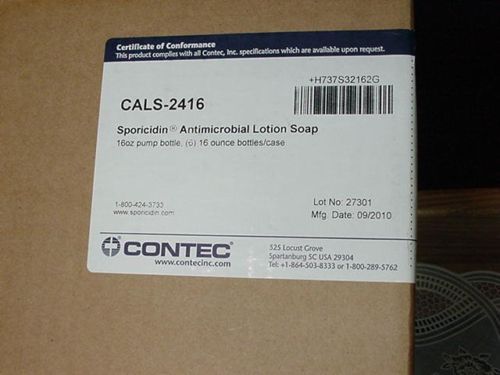 Certificate of Conformance
This product complies with all Contec, Inc. specifications which are available upon request.
+H737S32162G
CALS-2416
Sporicidin® Antimicrobial Lotion Soap
16oz pump bottle, (6) 16 ounce bottles/case
1-800-424-3733
www.sporicidin.com
Lot No: 27301
Mfg. Date: 09/2010
CONTEC®
www.contecinc.com
525 Locust Grove
Spartanburg SC USA 29304
Tel: +1-864-503-8333 or 1-800-289-5762